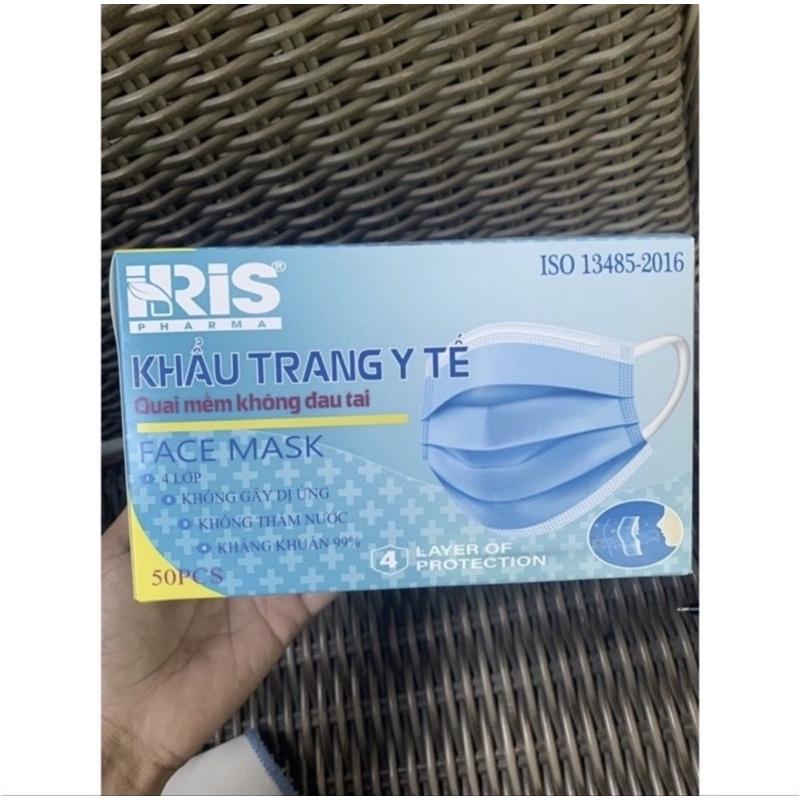 IRIS®
PHARMA
ISO 13485-2016
KHẨU TRANG Y TẾ
Quai mềm không đau tai
FACE MASK
4 LỚP
KHÔNG GÂY DỊ ỨNG
KHÔNG THẤM NƯỚC
KHÁNG KHUẨN 99%
4 LAYER OF
PROTECTION
50PCS